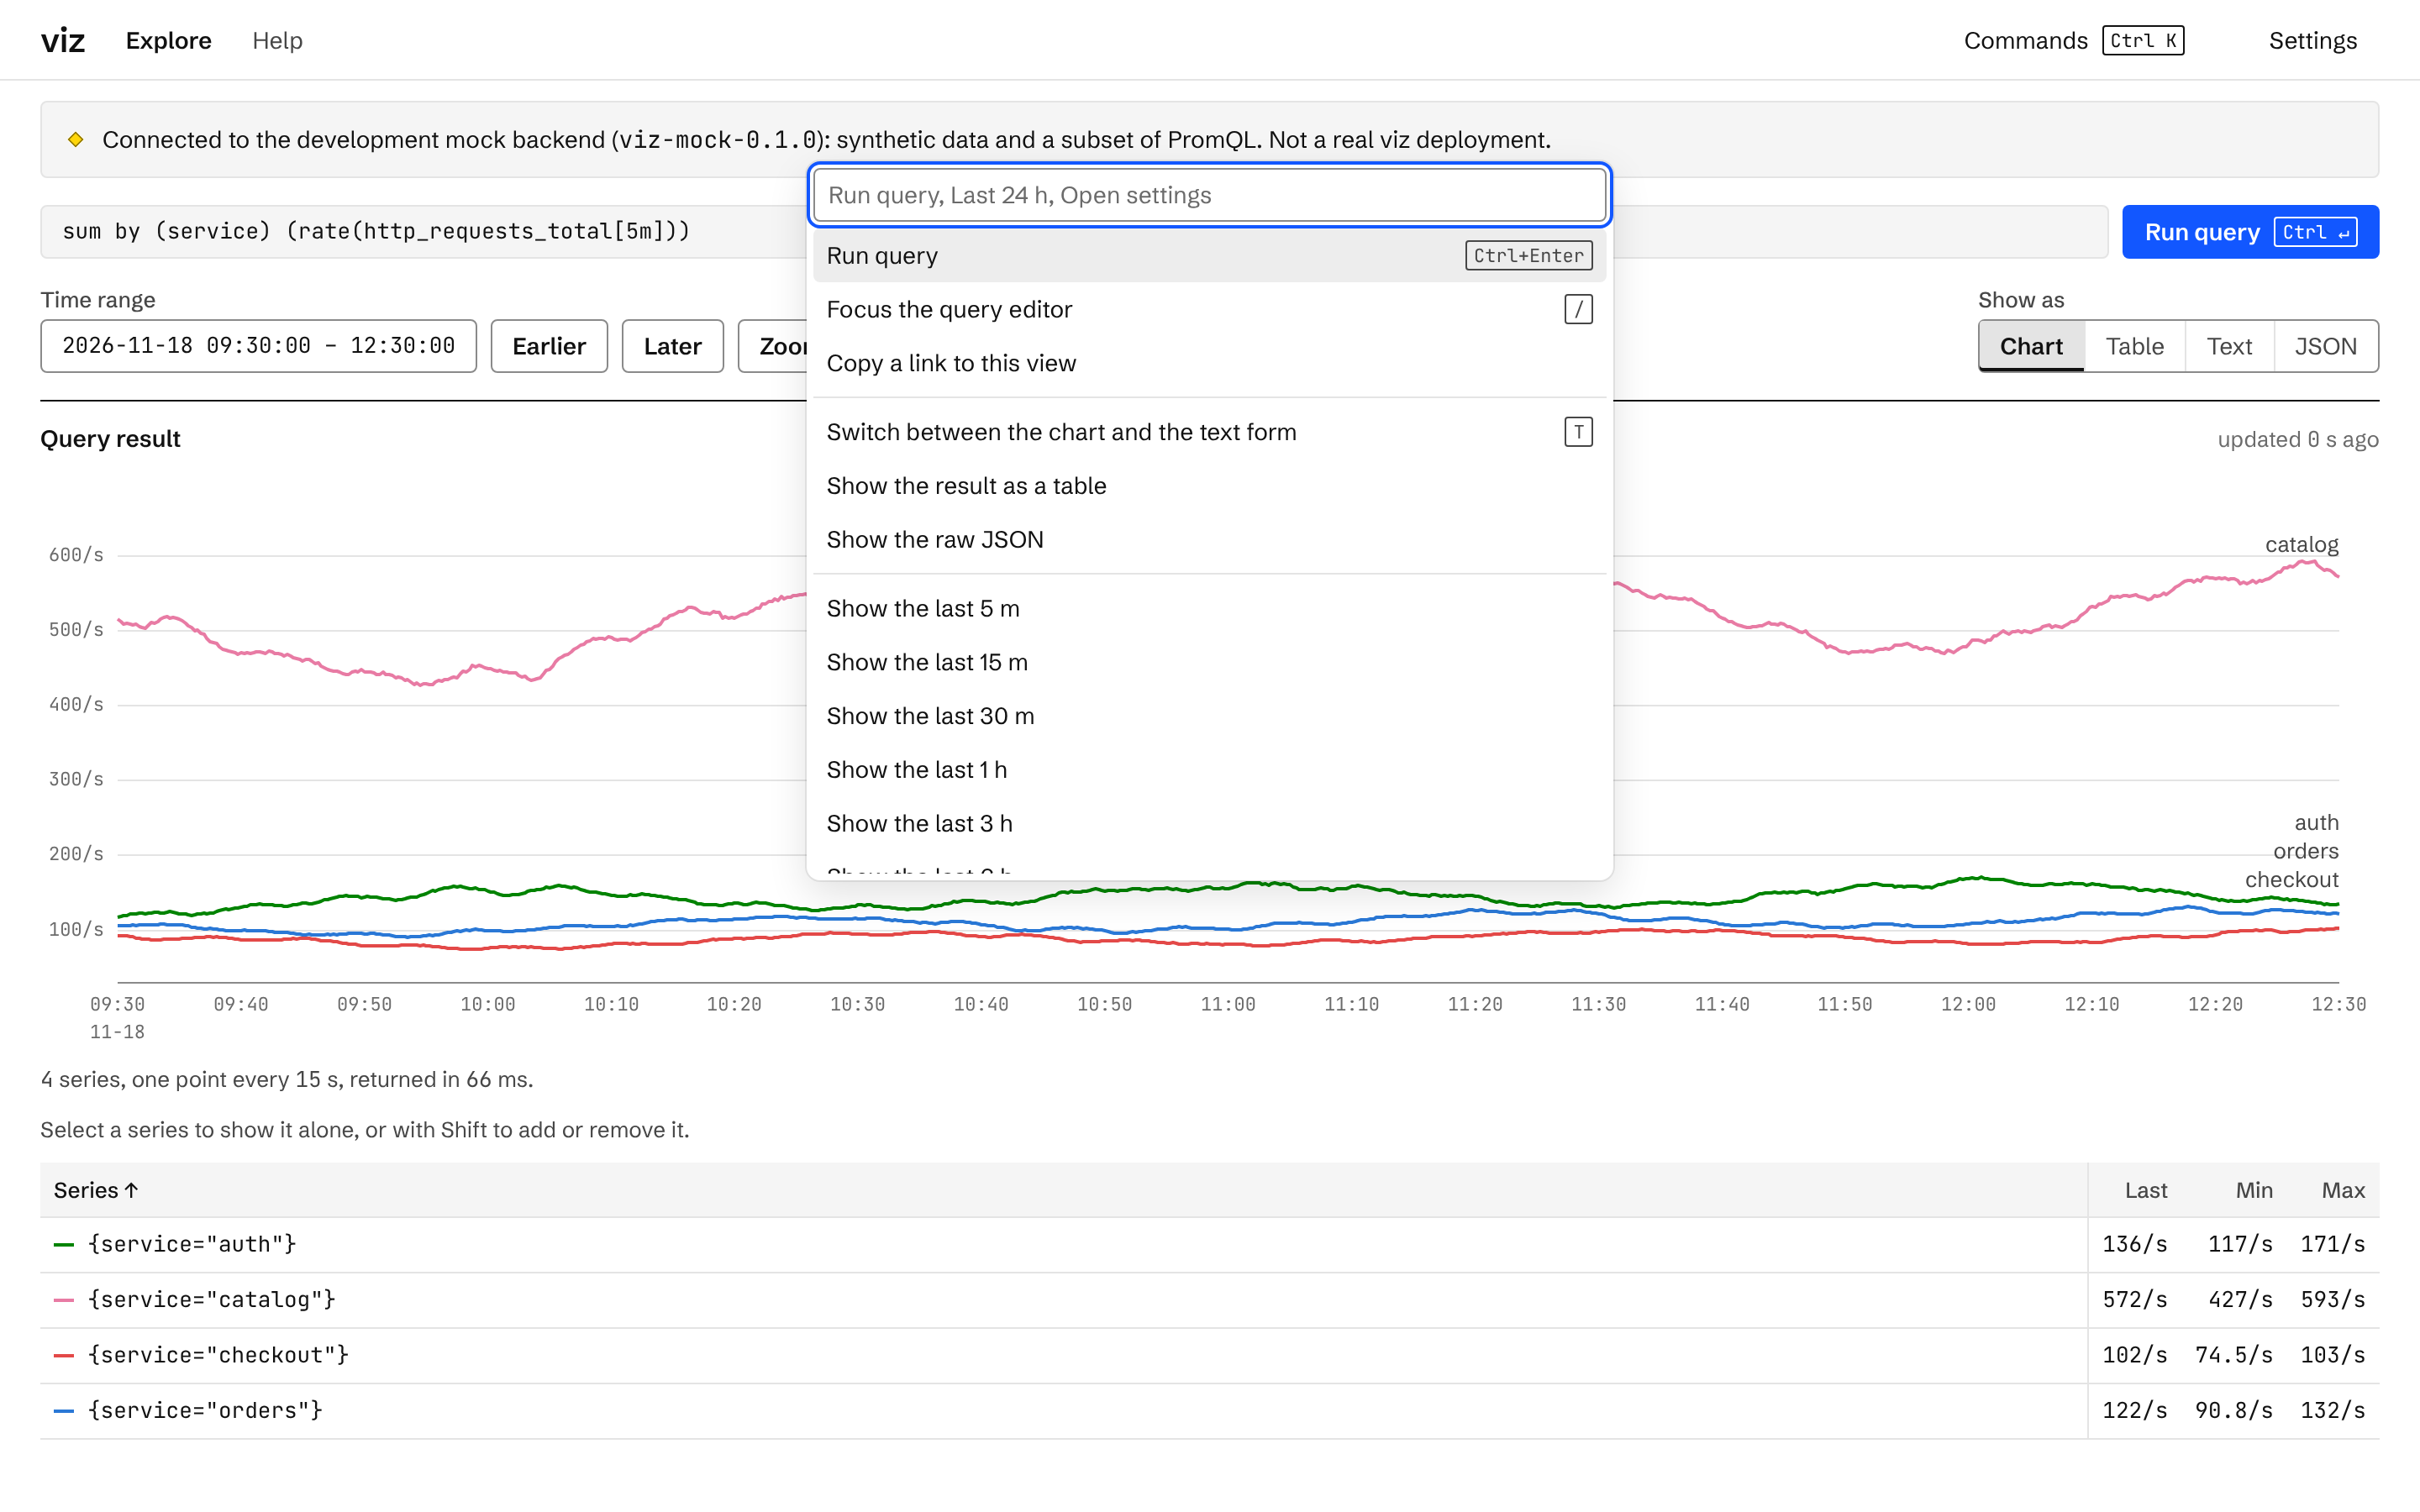 viz Explore Help Commands Ctrl K Settings
Connected to the development mock backend (viz-mock-0.1.0): synthetic data and a subset of PromQL. Not a real viz deployment.
sum by (service) (rate(http_requests_total[5m]))
Run query Ctrl ↵
Time range
2026-11-18 09:30:00 – 12:30:00 Earlier Later
Show as
Chart Table Text JSON
Run query, Last 24 h, Open settings
Run query Ctrl+Enter
Focus the query editor /
Copy a link to this view
Switch between the chart and the text form T
Show the result as a table
Show the raw JSON
Show the last 5 m
Show the last 15 m
Show the last 30 m
Show the last 1 h
Show the last 3 h
Query result
updated 0 s ago
600/s
500/s
400/s
300/s
200/s
100/s
catalog
auth
orders
checkout
09:30 09:40 09:50 10:00 10:10 10:20 10:30 10:40 10:50 11:00 11:10 11:20 11:30 11:40 11:50 12:00 12:10 12:20 12:30
11-18
4 series, one point every 15 s, returned in 66 ms.
Select a series to show it alone, or with Shift to add or remove it.
Series ↑ Last Min Max
{service="auth"} 136/s 117/s 171/s
{service="catalog"} 572/s 427/s 593/s
{service="checkout"} 102/s 74.5/s 103/s
{service="orders"} 122/s 90.8/s 132/s